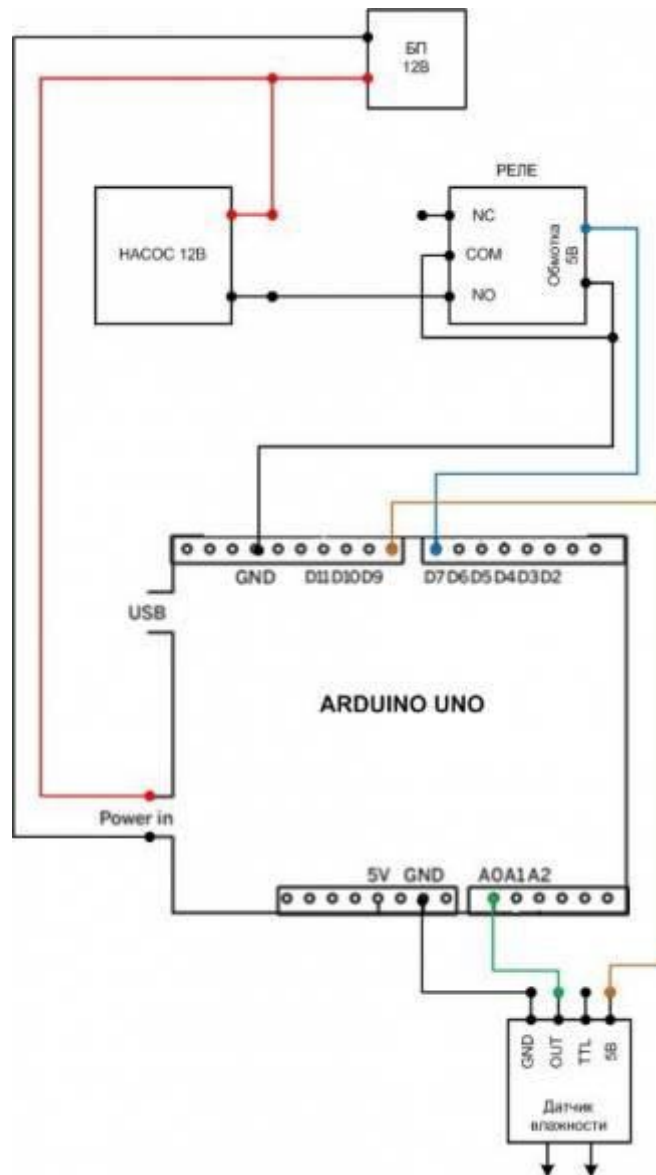 БП
12В
РЕЛЕ
НАСОС 12В
NC
COM
NO
Обмотка
5В
GND
D11 D10 D9
D7 D6 D5 D4 D3 D2
USB
ARDUINO UNO
Power in
5V GND
A0 A1 A2
GND
OUT
TTL
5В
Датчик
влажности